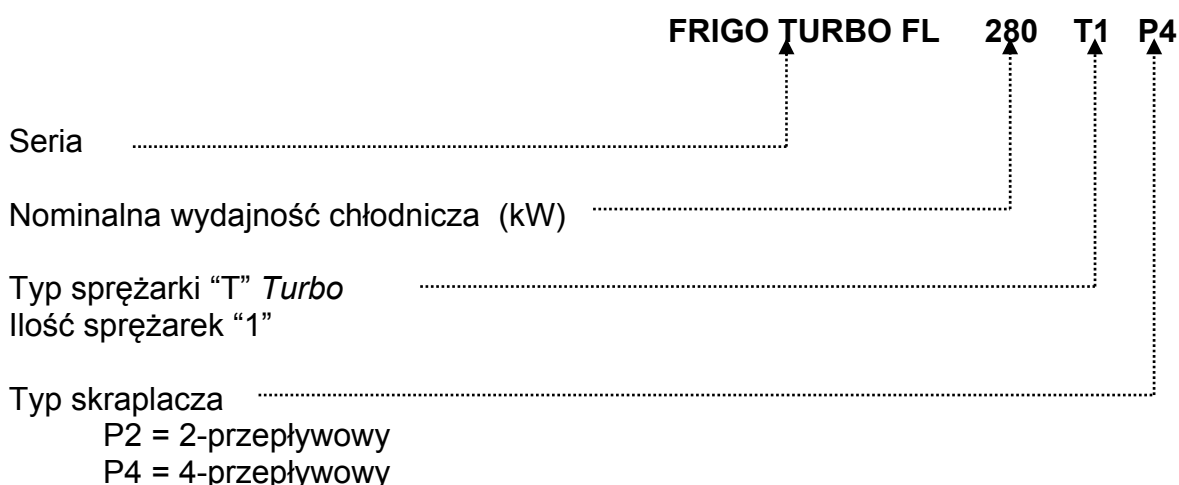 FRIGO TURBO FL 280 T1 P4
Seria
Nominalna wydajność chłodnicza (kW)
Typ sprężarki “T” Turbo
Ilość sprężarek “1”
Typ skraplacza
P2 = 2-przepływowy
P4 = 4-przepływowy